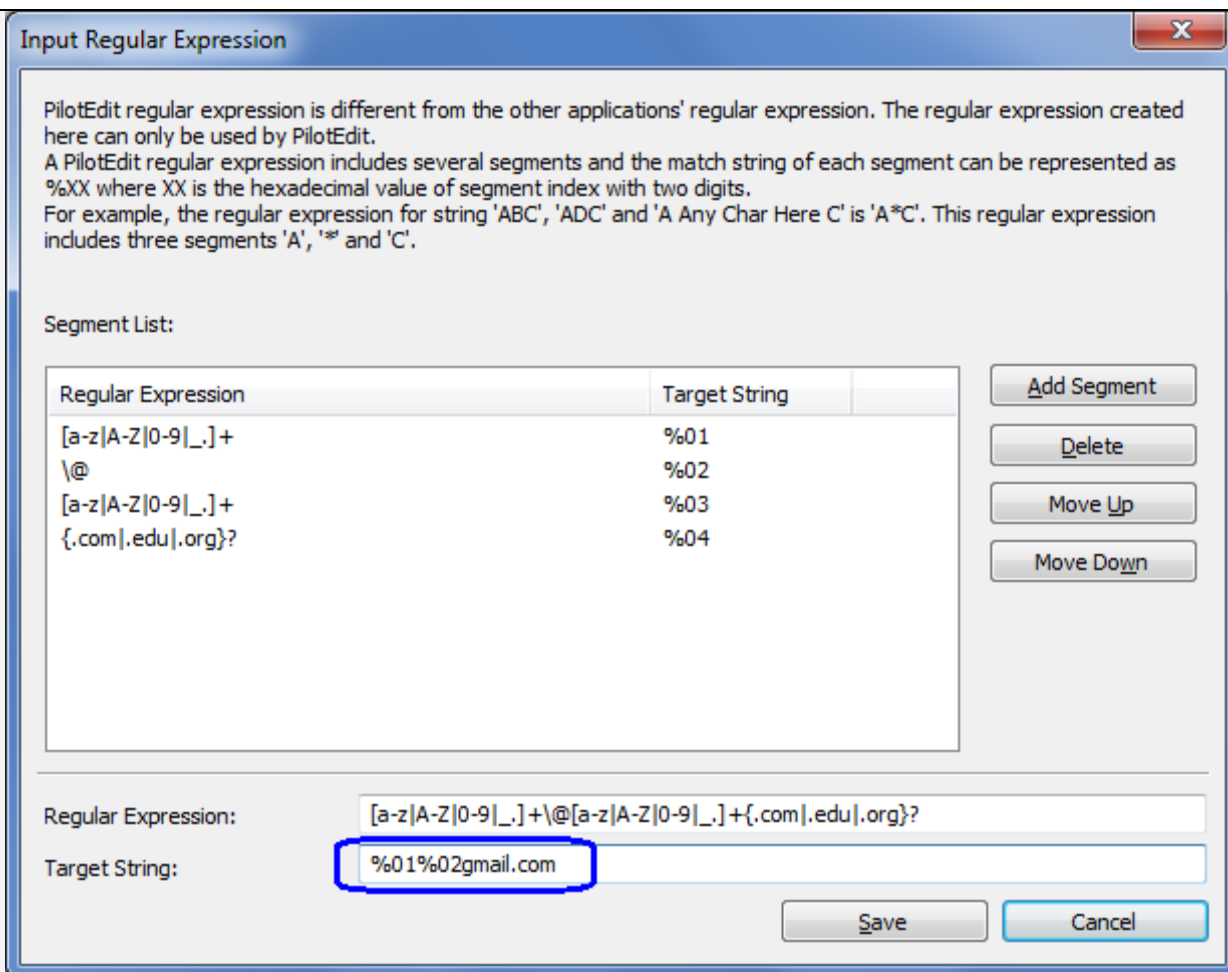 Input Regular Expression
x
PilotEdit regular expression is different from the other applications' regular expression. The regular expression created
here can only be used by PilotEdit.
A PilotEdit regular expression includes several segments and the match string of each segment can be represented as
%XX where XX is the hexadecimal value of segment index with two digits.
For example, the regular expression for string 'ABC', 'ADC' and 'A Any Char Here C' is 'A*C'. This regular expression
includes three segments 'A', '*' and 'C'.
Segment List:
Regular Expression Target String
[a-z|A-Z|0-9|_.]+ %01
\@ %02
[a-z|A-Z|0-9|_.]+ %03
{.com|.edu|.org}? %04
Add Segment
Delete
Move Up
Move Down
Regular Expression: [a-z|A-Z|0-9|_.]+\@[a-z|A-Z|0-9|_.]+{.com|.edu|.org}?
Target String: %01%02gmail.com
Save Cancel